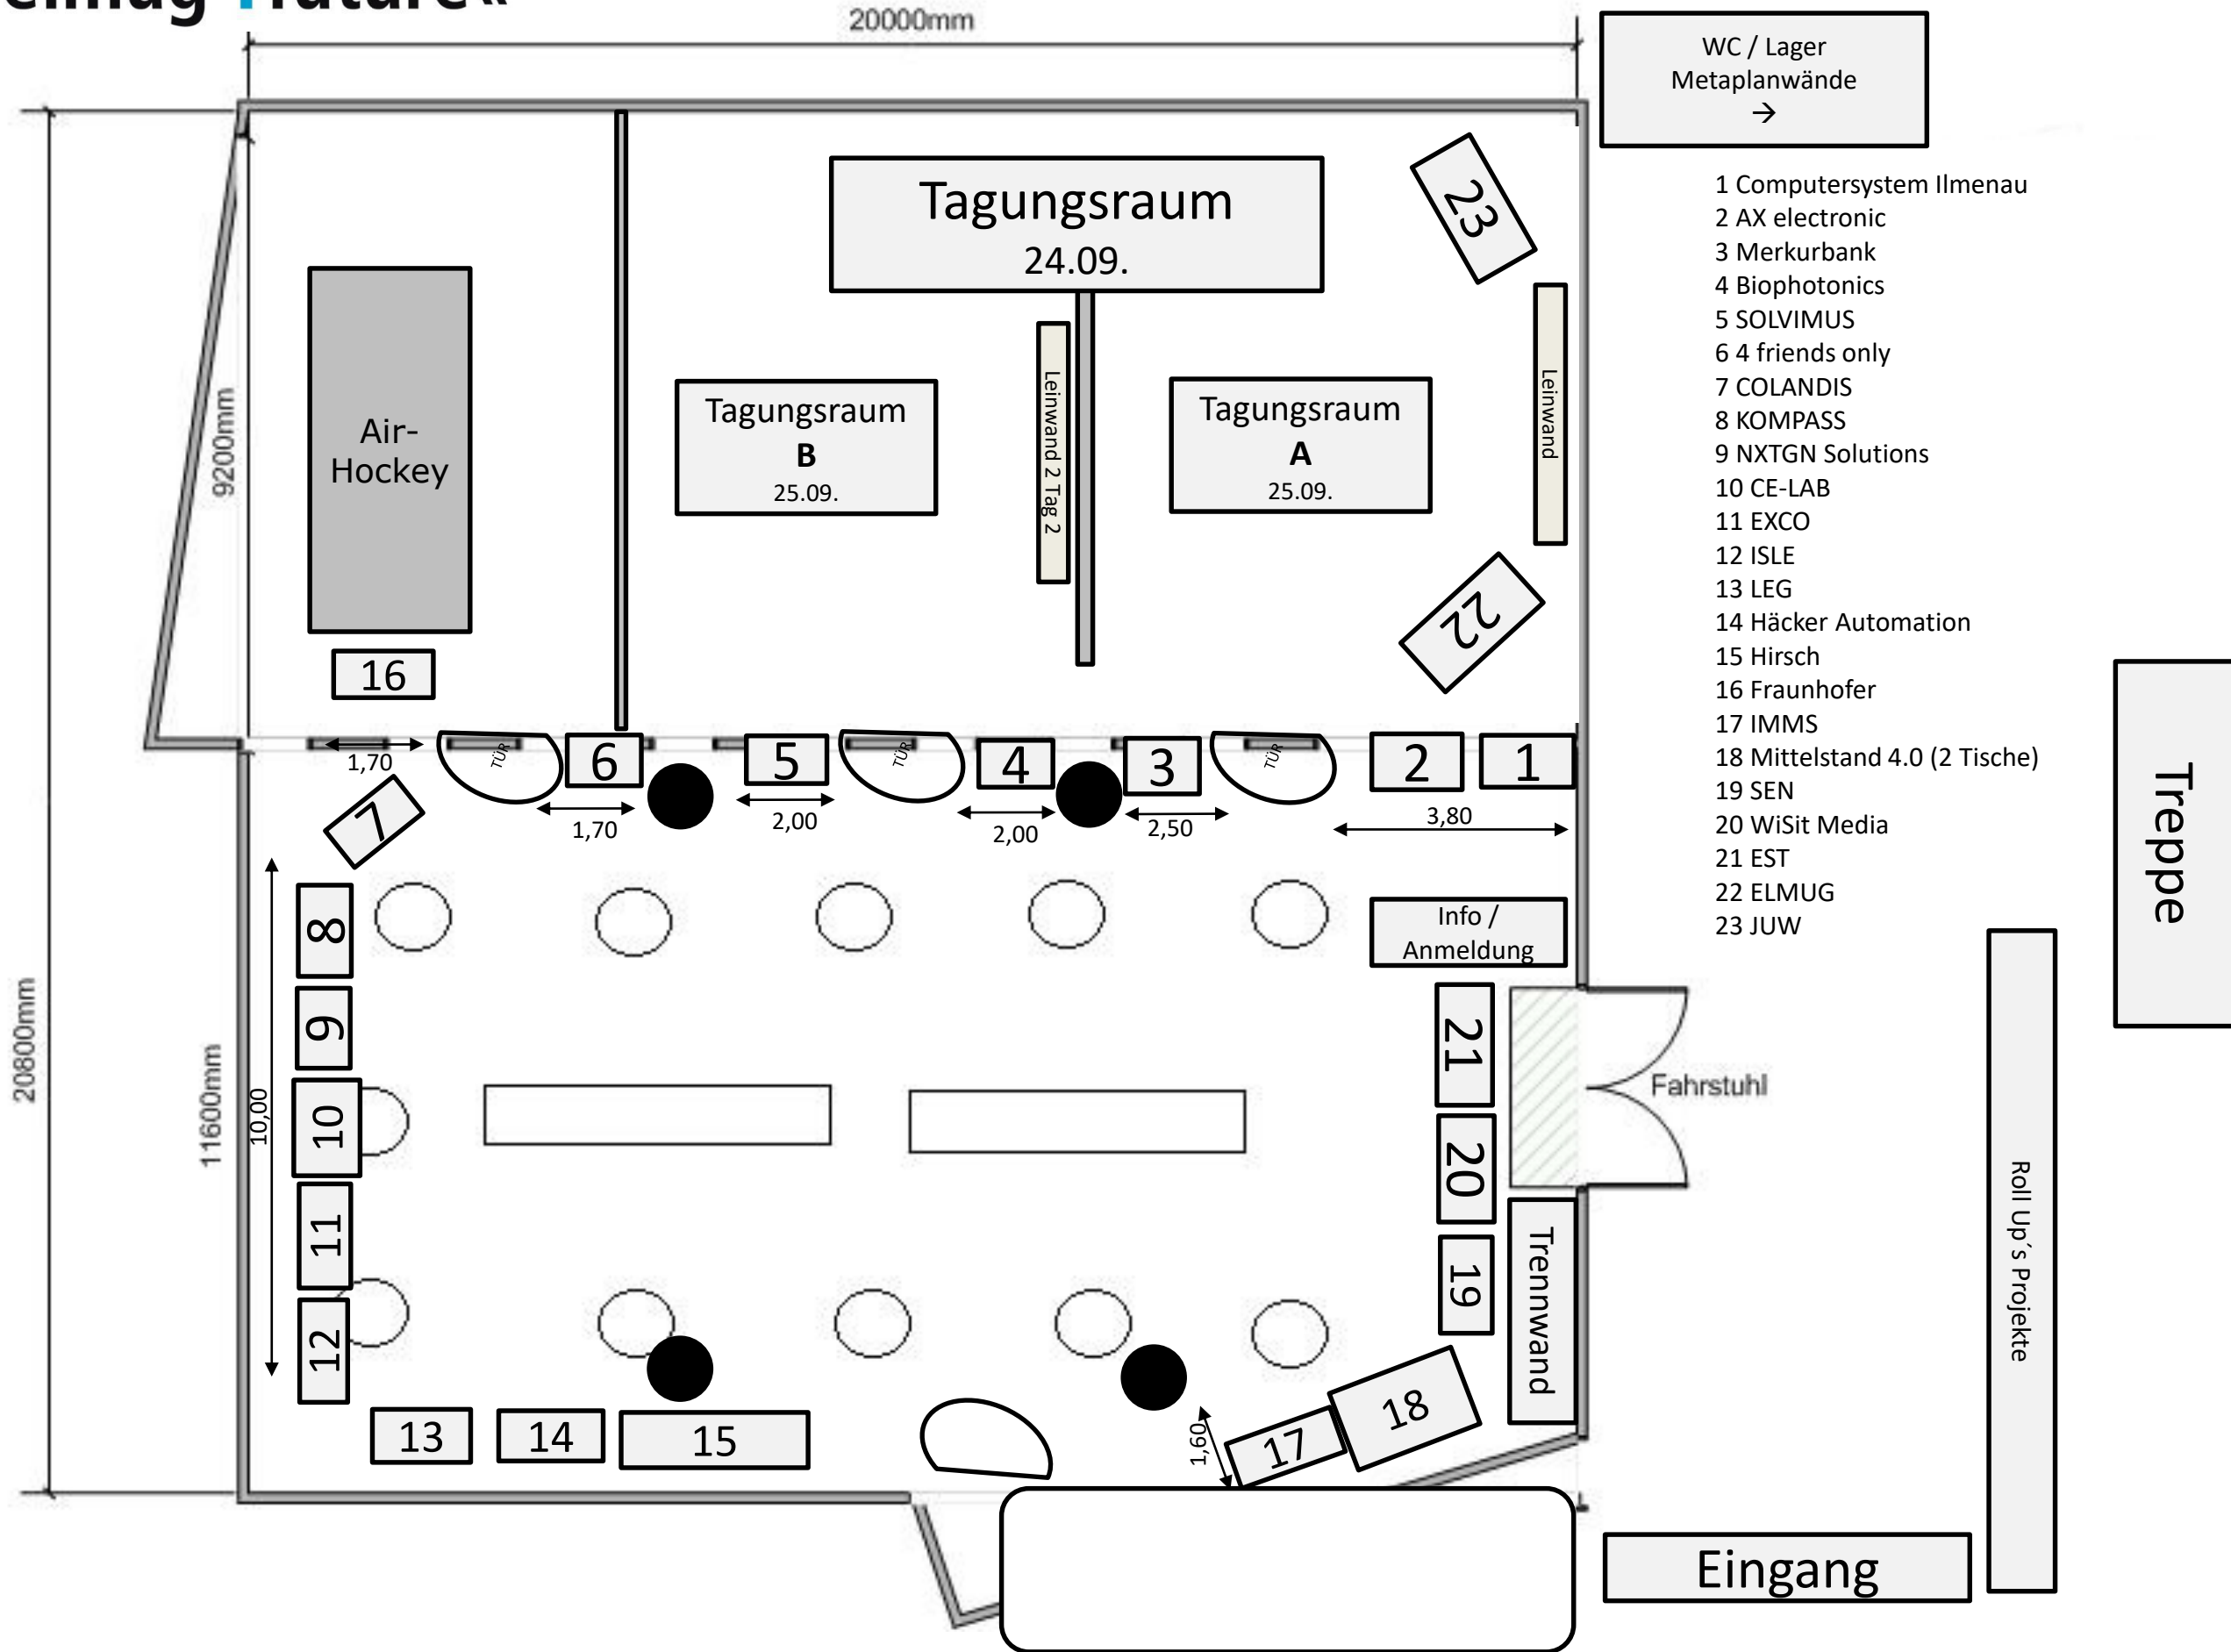 elmug 4future«
20000mm
WC / Lager
Metaplanwände
→
Tagungsraum
24.09.
23
1 Computersystem Ilmenau
2 AX electronic
3 Merkurbank
4 Biophotonics
5 SOLVIMUS
6 4 friends only
7 COLANDIS
8 KOMPASS
9 NXTGN Solutions
10 CE-LAB
11 EXCO
12 ISLE
13 LEG
14 Häcker Automation
15 Hirsch
16 Fraunhofer
17 IMMS
18 Mittelstand 4.0 (2 Tische)
19 SEN
20 WiSit Media
21 EST
22 ELMUG
23 JUW
9200mm
Air-
Hockey
Tagungsraum
B
25.09.
Leinwand 2 Tag 2
Tagungsraum
A
25.09.
Leinwand
22
16
Treppe
1,70
TÜR
6
5
TÜR
4
3
TÜR
2
1
7
1,70
2,00
2,00
2,50
3,80
8
Info /
Anmeldung
20800mm
11600mm
10,00
9
21
Fahrstuhl
10
20
11
19
Trennwand
Roll Up´s Projekte
12
13
14
15
1,60
17
18
Eingang